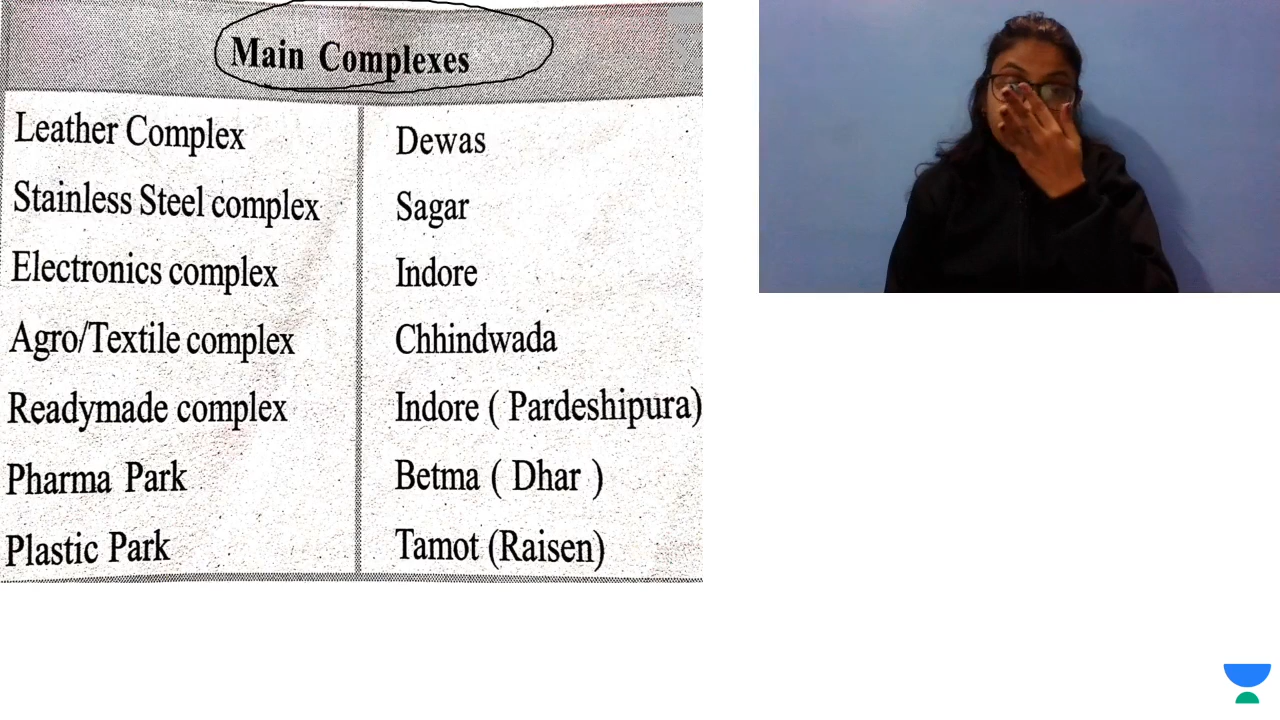 Main Complexes
Leather Complex Dewas
Stainless Steel complex Sagar
Electronics complex Indore
Agro/Textile complex Chhindwada
Readymade complex Indore ( Pardeshipura)
Pharma Park Betma ( Dhar )
Plastic Park Tamot (Raisen)